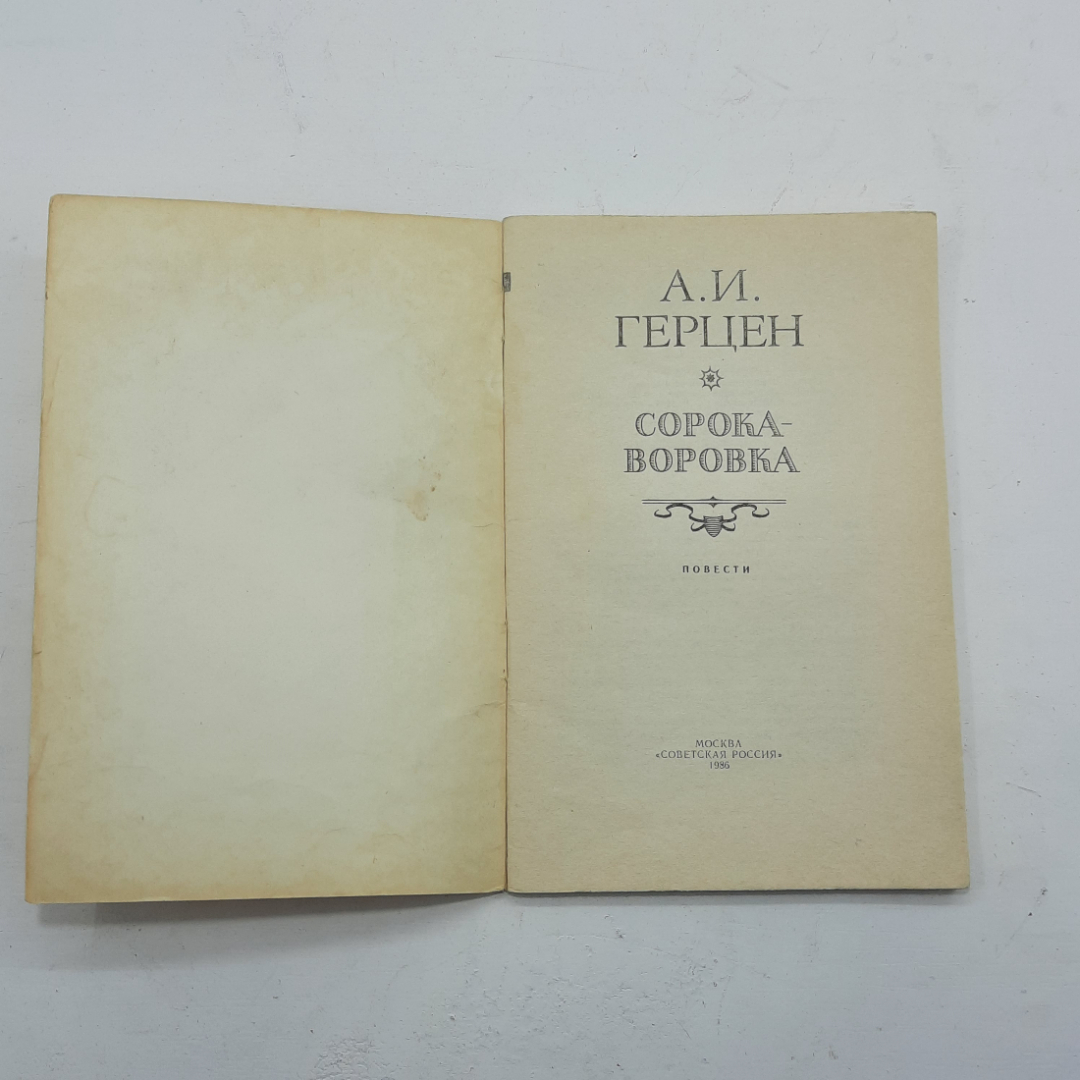 А.И.
ГЕРЦЕН
СОРОКА-
ВОРОВКА
ПОВЕСТИ
МОСКВА
«СОВЕТСКАЯ РОССИЯ»
1986